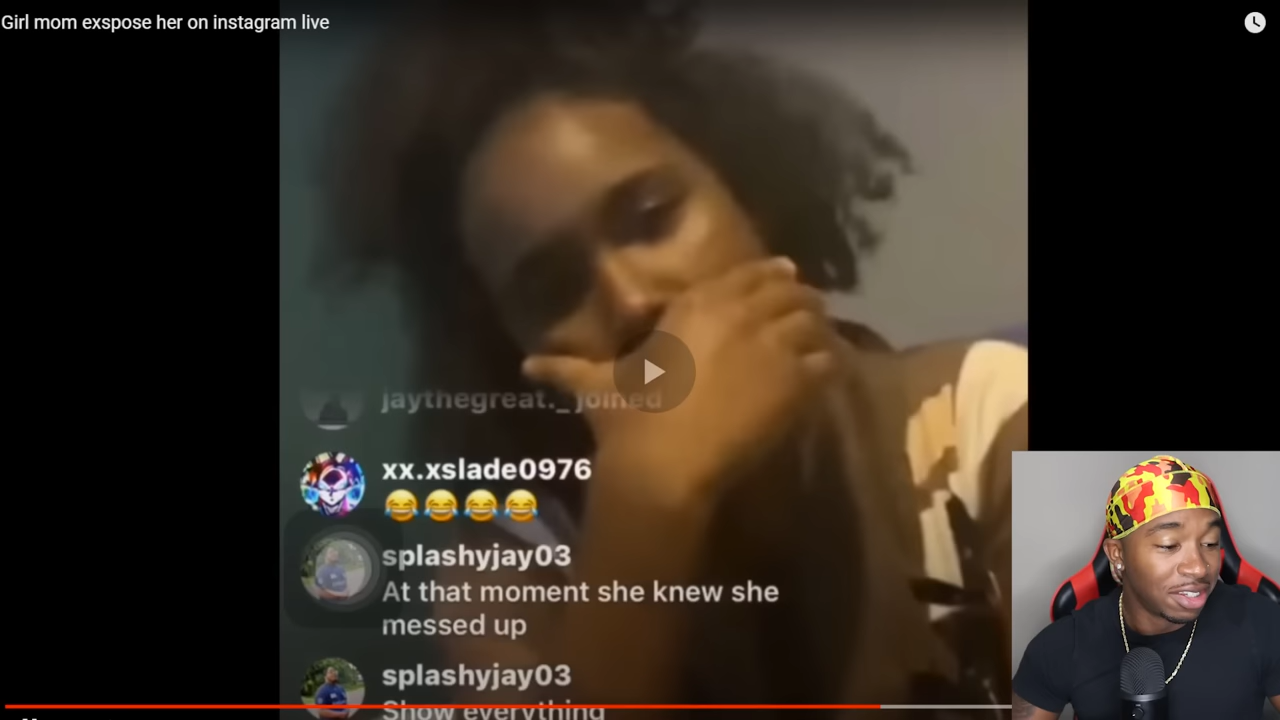 Girl mom exspose her on instagram live
jaythegreat._ joined
xx.xslade0976
😂😂😂😂
splashyjay03
At that moment she knew she
messed up
splashyjay03
Show everything